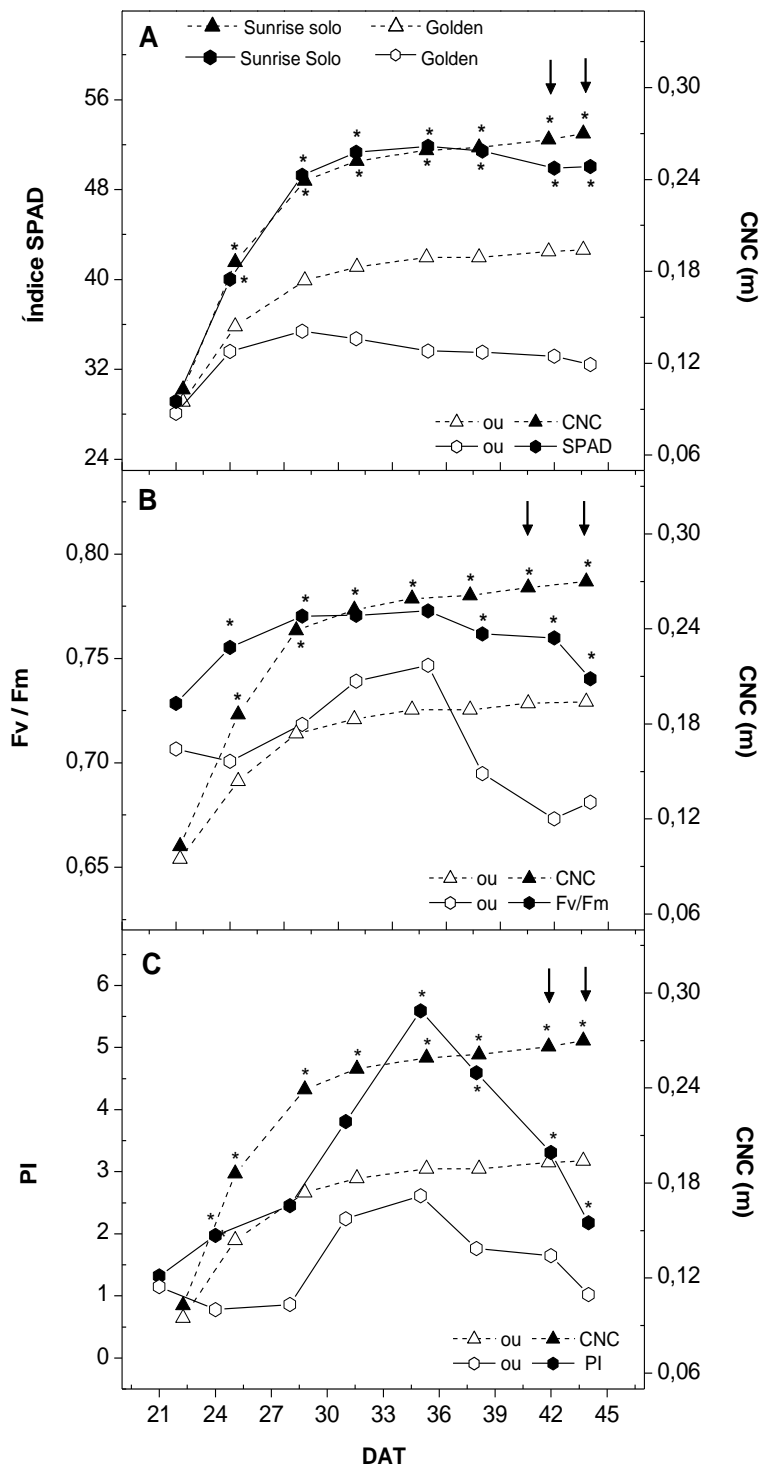 A
Sunrise solo Golden
Sunrise Solo Golden
Índice SPAD
56
48
40
32
24
0,30
0,24
0,18
0,12
0,06
CNC (m)
* * * * * * * *
* * * * * * *
ou CNC
ou SPAD
B
Fv / Fm
0,80
0,75
0,70
0,65
0,30
0,24
0,18
0,12
0,06
CNC (m)
* * * * * * * *
* * * * *
ou CNC
ou Fv/Fm
C
PI
6
5
4
3
2
1
0
0,30
0,24
0,18
0,12
0,06
CNC (m)
* * * * * * * *
* * * *
ou CNC
ou PI
21 24 27 30 33 36 39 42 45
DAT